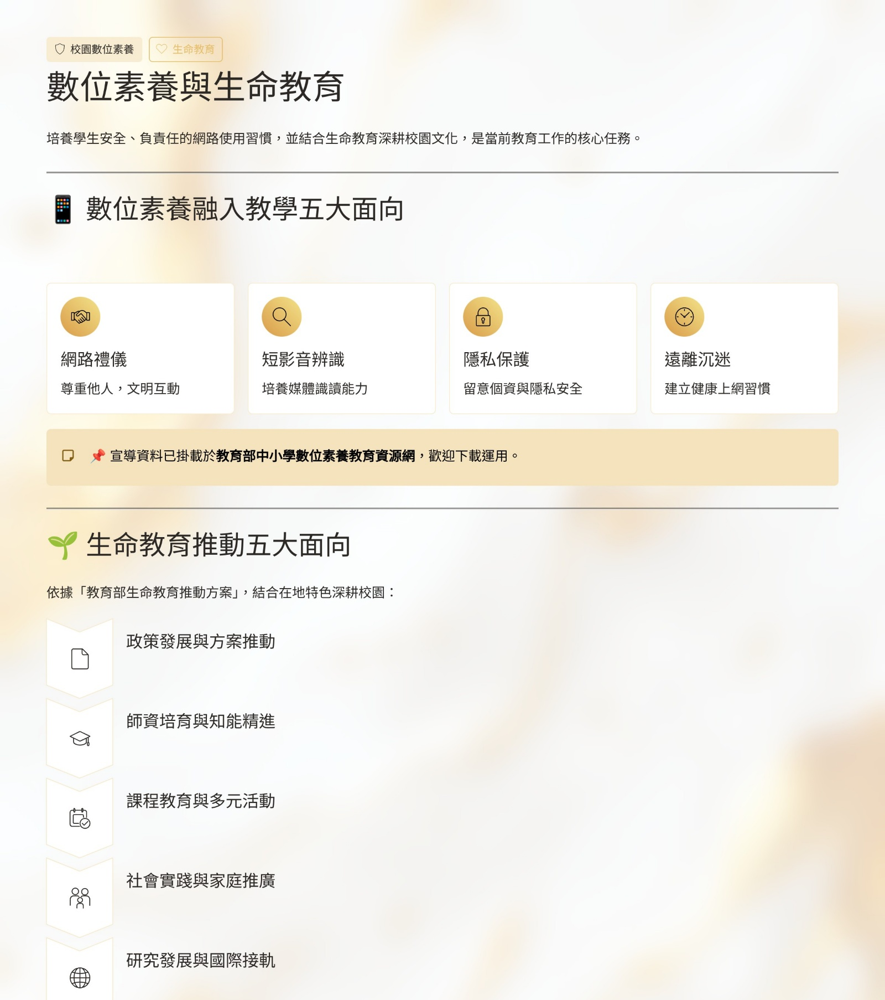 校園數位素養
生命教育
數位素養與生命教育
培養學生安全、負責任的網路使用習慣，並結合生命教育深耕校園文化，是當前教育工作的核心任務。
📱 數位素養融入教學五大面向
網路禮儀
尊重他人，文明互動
短影音辨識
培養媒體識讀能力
隱私保護
留意個資與隱私安全
遠離沉迷
建立健康上網習慣
📌 宣導資料已掛載於教育部中小學數位素養教育資源網，歡迎下載運用。
🌱 生命教育推動五大面向
依據「教育部生命教育推動方案」，結合在地特色深耕校園：
政策發展與方案推動
師資培育與知能精進
課程教育與多元活動
社會實踐與家庭推廣
研究發展與國際接軌